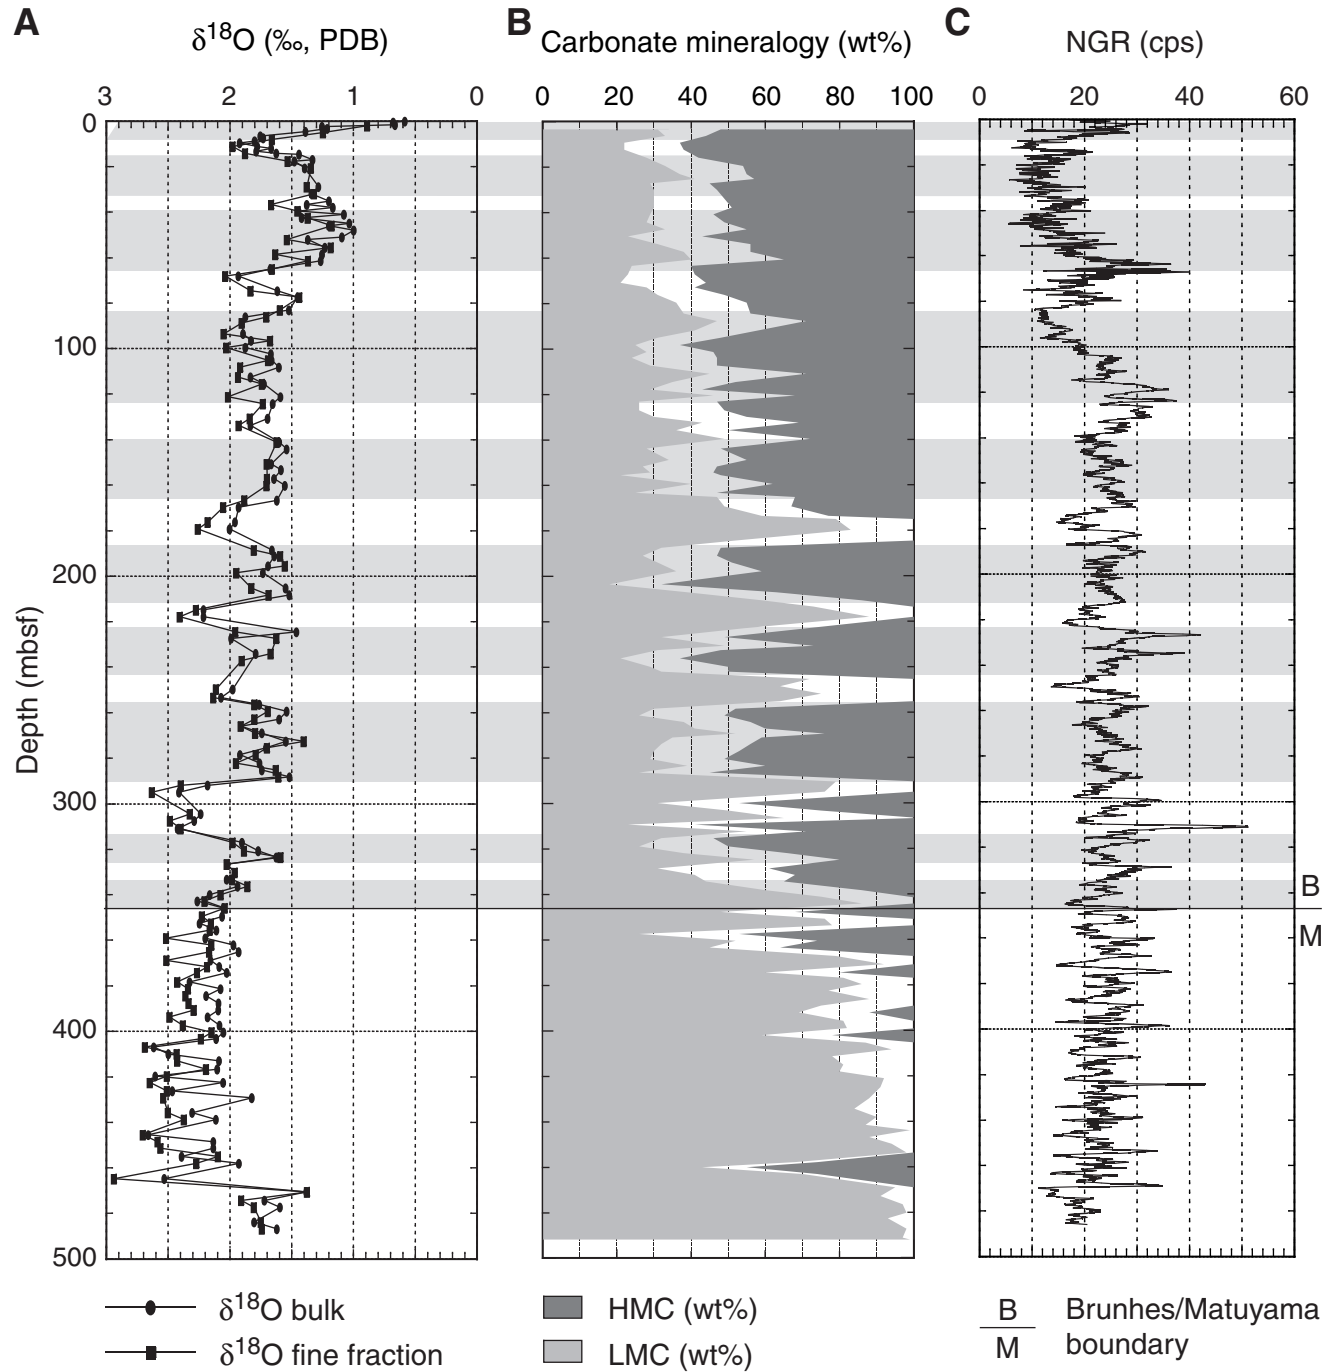 A
B
C
δ18O (‰, PDB)
Carbonate mineralogy (wt%)
NGR (cps)
3 2 1 0
0 20 40 60 80 100
0 20 40 60
0
100
200
300
400
500
Depth (mbsf)
B
M
δ18O bulk
δ18O fine fraction
HMC (wt%)
LMC (wt%)
B
M
Brunhes/Matuyama
boundary